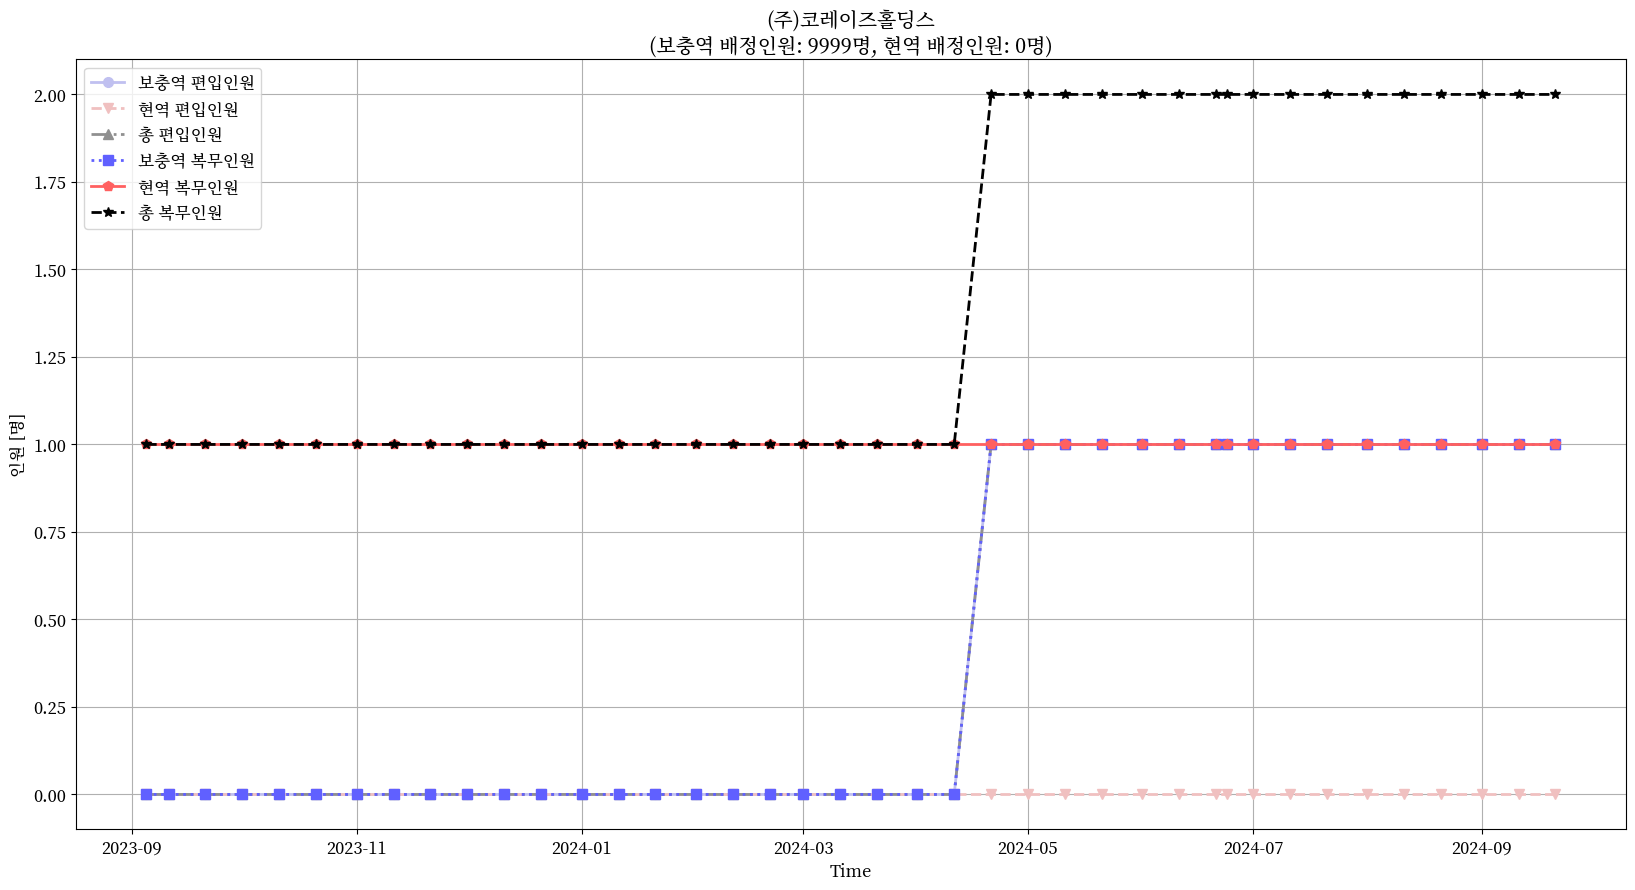 (주)코레이즈홀딩스
(보충역 배정인원: 9999명, 현역 배정인원: 0명)
보충역 편입인원
현역 편입인원
총 편입인원
보충역 복무인원
현역 복무인원
총 복무인원
2.00
1.75
1.50
1.25
1.00
0.75
0.50
0.25
0.00
인원 [명]
2023-09
2023-11
2024-01
2024-03
2024-05
2024-07
2024-09
Time